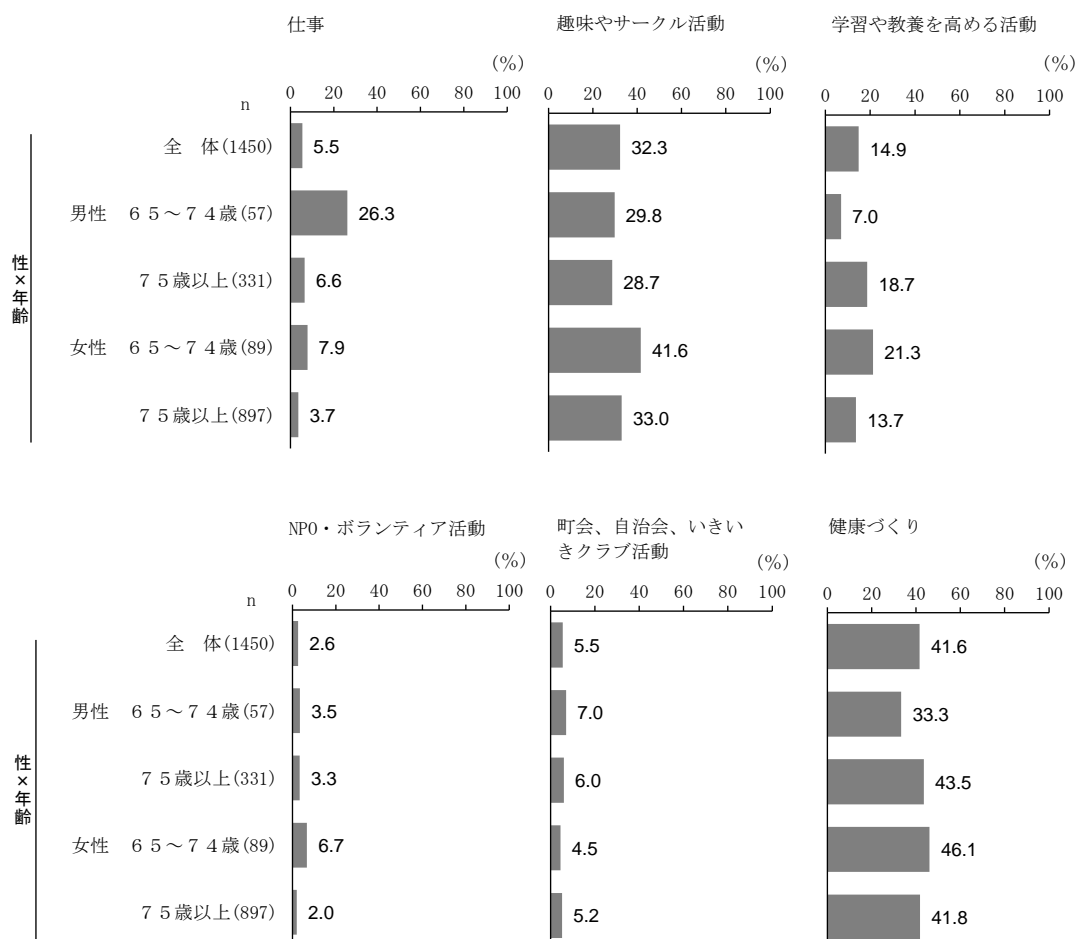 仕事
(%)
0 20 40 60 80 100
趣味やサークル活動
(%)
0 20 40 60 80 100
学習や教養を高める活動
(%)
0 20 40 60 80 100
n
性×年齢
全　体(1450) 5.5 32.3 14.9
男性　６５～７４歳(57) 26.3 29.8 7.0
７５歳以上(331) 6.6 28.7 18.7
女性　６５～７４歳(89) 7.9 41.6 21.3
７５歳以上(897) 3.7 33.0 13.7
NPO・ボランティア活動
(%)
0 20 40 60 80 100
町会、自治会、いきい
きクラブ活動
(%)
0 20 40 60 80 100
健康づくり
(%)
0 20 40 60 80 100
n
性×年齢
全　体(1450) 2.6 5.5 41.6
男性　６５～７４歳(57) 3.5 7.0 33.3
７５歳以上(331) 3.3 6.0 43.5
女性　６５～７４歳(89) 6.7 4.5 46.1
７５歳以上(897) 2.0 5.2 41.8